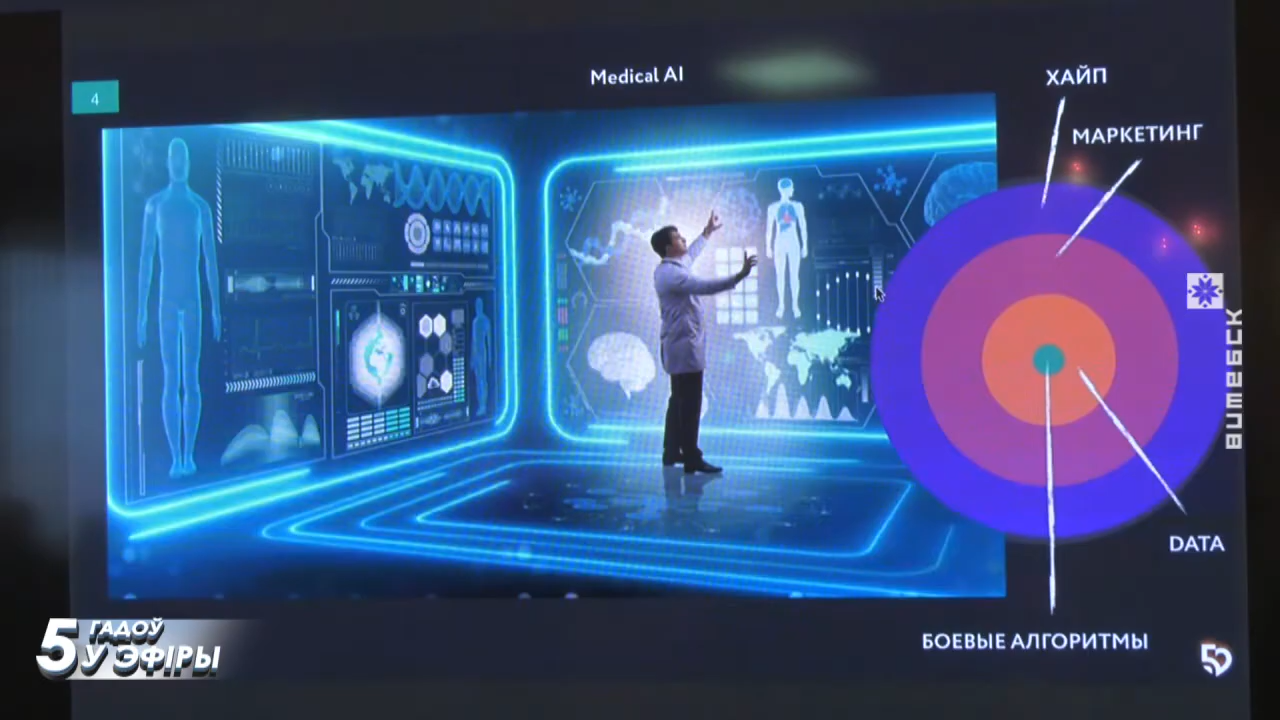 4
Medical AI
ХАЙП
МАРКЕТИНГ
DATA
БОЕВЫЕ АЛГОРИТМЫ
ВИТЕБСК
5 ГАДОЎ
У ЭФІРЫ